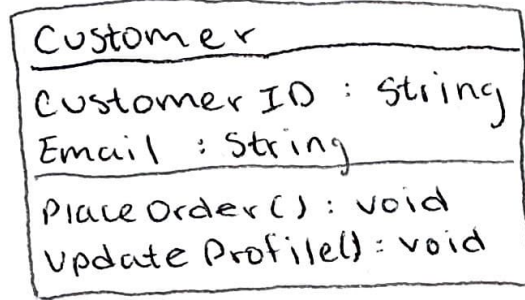 Customer
Customer ID : String
Email : String
Place Order() : void
Update Profile() : void